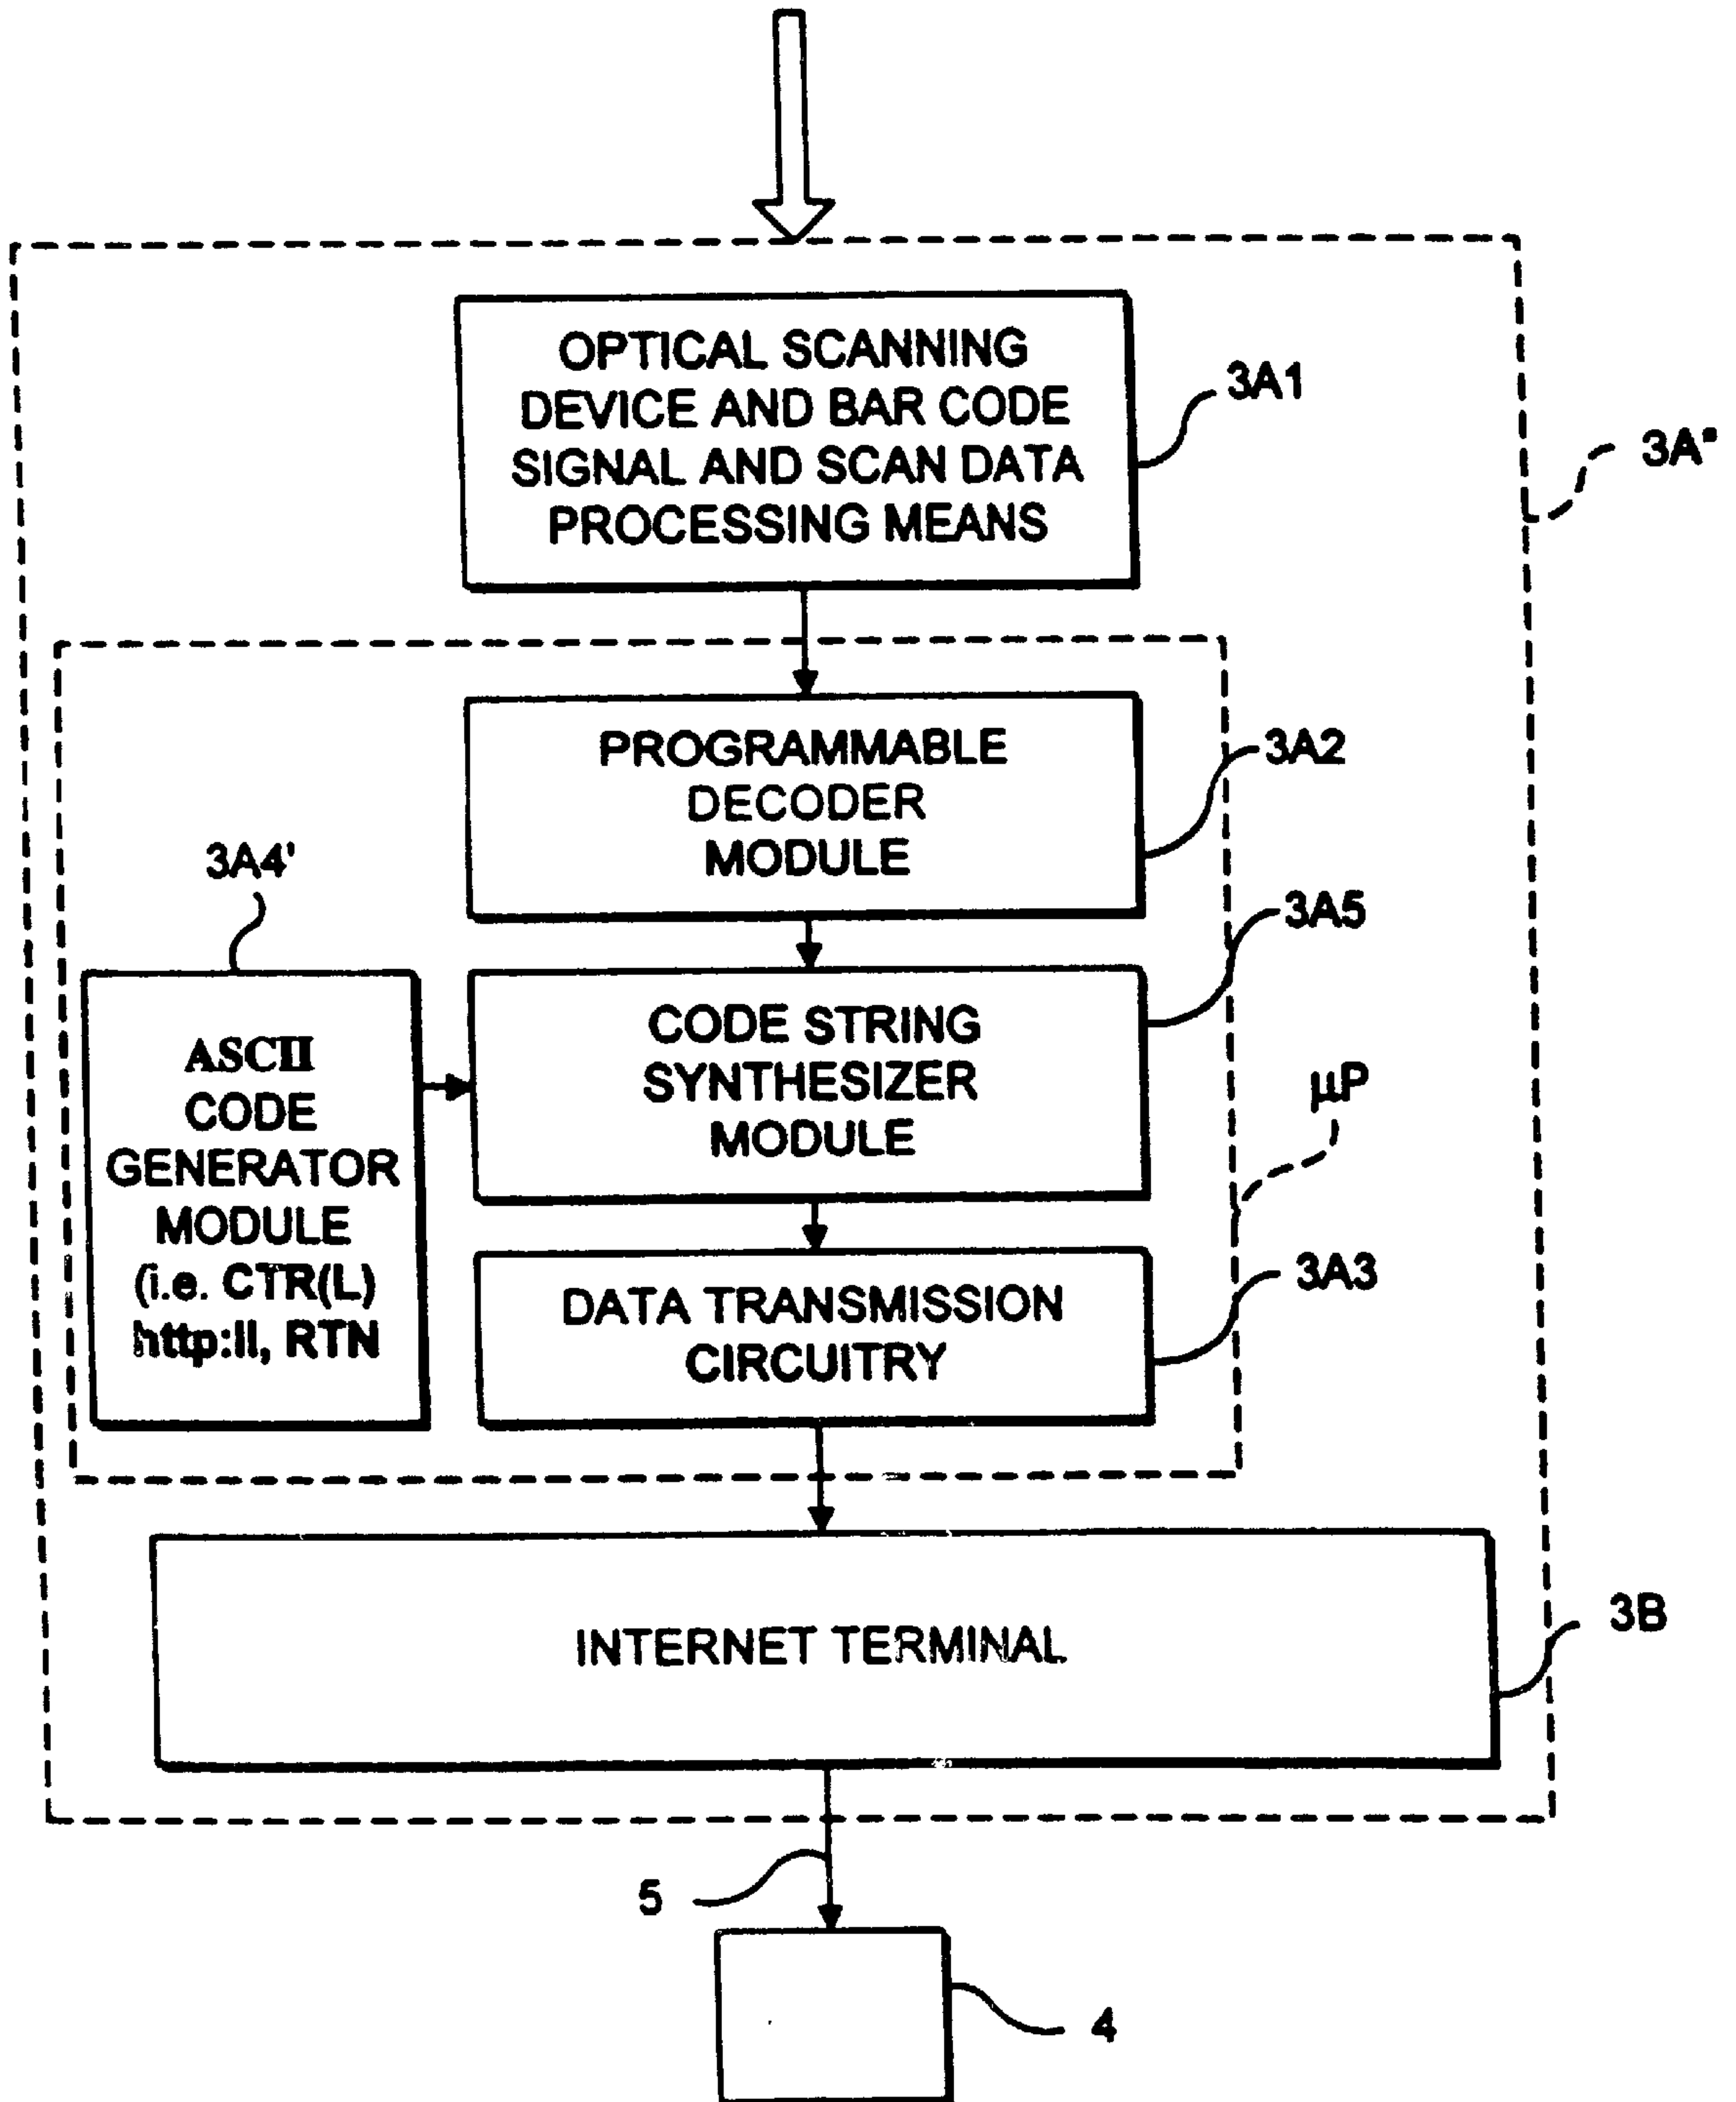 OPTICAL SCANNING
DEVICE AND BAR CODE
SIGNAL AND SCAN DATA
PROCESSING MEANS
3A1
3A"
PROGRAMMABLE
DECODER
MODULE
3A2
3A4'
3A5
ASCII
CODE
GENERATOR
MODULE
(i.e. CTR(L)
http:ll, RTN
CODE STRING
SYNTHESIZER
MODULE
µP
DATA TRANSMISSION
CIRCUITRY
3A3
INTERNET TERMINAL
3B
5
4